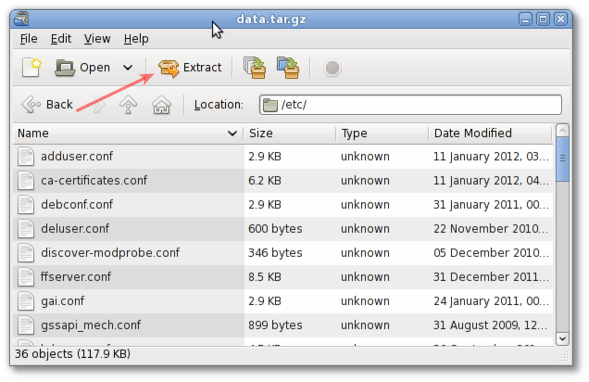 data.tar.gz
File Edit View Help
Open Extract
Back Location: /etc/
Name Size Type Date Modified
adduser.conf 2.9 KB unknown 11 January 2012, 03...
ca-certificates.conf 6.2 KB unknown 11 January 2012, 04...
debconf.conf 2.9 KB unknown 31 January 2011, 00...
deluser.conf 600 bytes unknown 22 November 2010...
discover-modprobe.conf 346 bytes unknown 05 December 2010...
ffserver.conf 8.5 KB unknown 31 December 2011...
gai.conf 2.9 KB unknown 24 January 2011, 00...
gssapi_mech.conf 899 bytes unknown 31 August 2009, 12...
36 objects (117.9 KB)